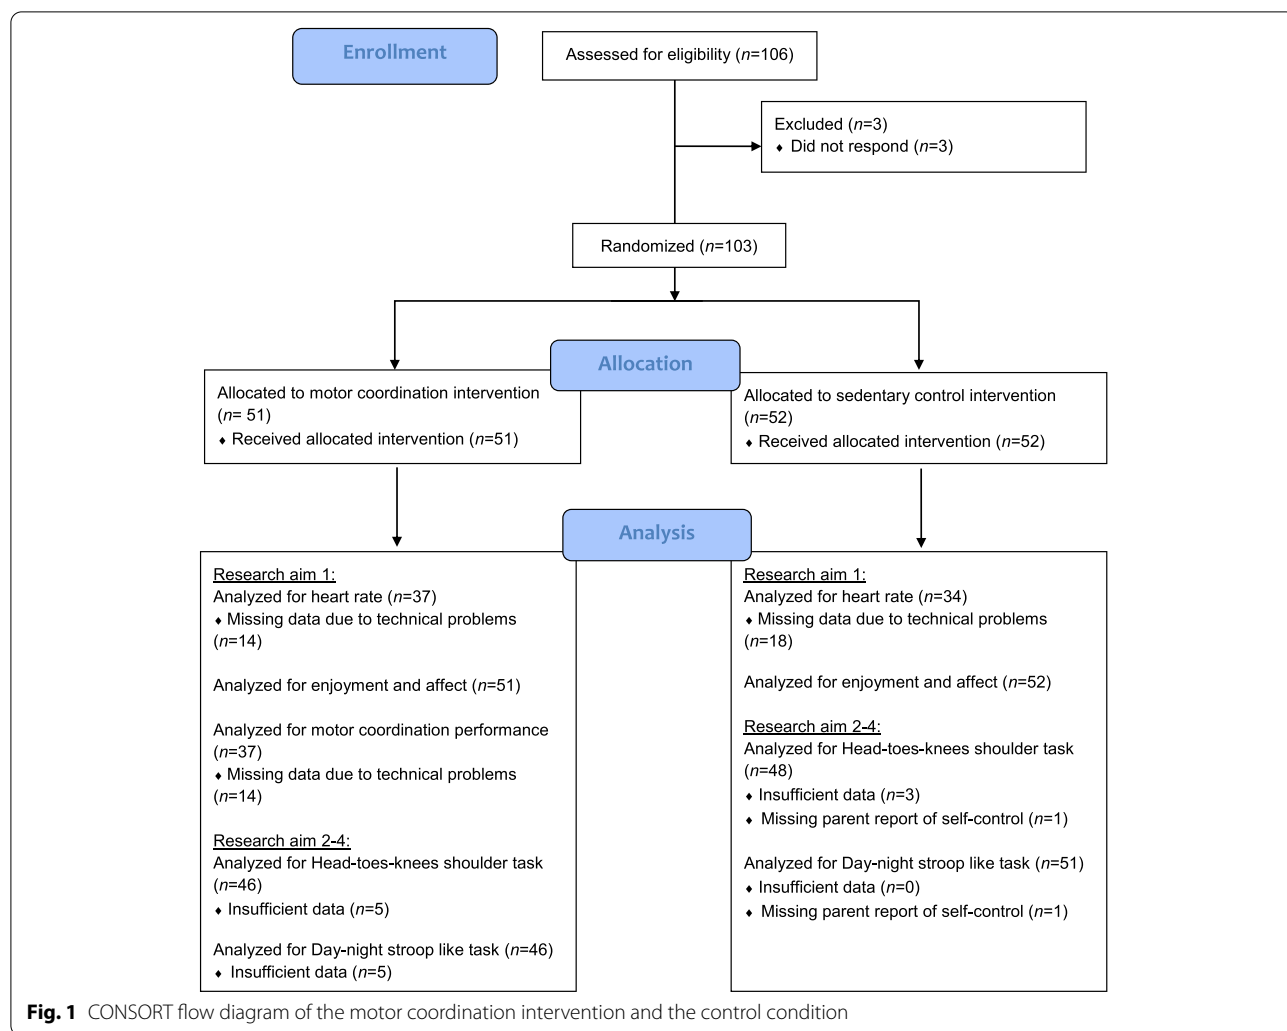 Enrollment
Assessed for eligibility (n=106)
Excluded (n=3)
♦ Did not respond (n=3)
Randomized (n=103)
Allocation
Allocated to motor coordination intervention
(n= 51)
♦ Received allocated intervention (n=51)
Allocated to sedentary control intervention
(n=52)
♦ Received allocated intervention (n=52)
Analysis
Research aim 1:
Analyzed for heart rate (n=37)
♦ Missing data due to technical problems
(n=14)
Analyzed for enjoyment and affect (n=51)
Analyzed for motor coordination performance
(n=37)
♦ Missing data due to technical problems
(n=14)
Research aim 2-4:
Analyzed for Head-toes-knees shoulder task
(n=46)
♦ Insufficient data (n=5)
Analyzed for Day-night stroop like task (n=46)
♦ Insufficient data (n=5)
Research aim 1:
Analyzed for heart rate (n=34)
♦ Missing data due to technical problems
(n=18)
Analyzed for enjoyment and affect (n=52)
Research aim 2-4:
Analyzed for Head-toes-knees shoulder task
(n=48)
♦ Insufficient data (n=3)
♦ Missing parent report of self-control (n=1)
Analyzed for Day-night stroop like task (n=51)
♦ Insufficient data (n=0)
♦ Missing parent report of self-control (n=1)
Fig. 1 CONSORT flow diagram of the motor coordination intervention and the control condition